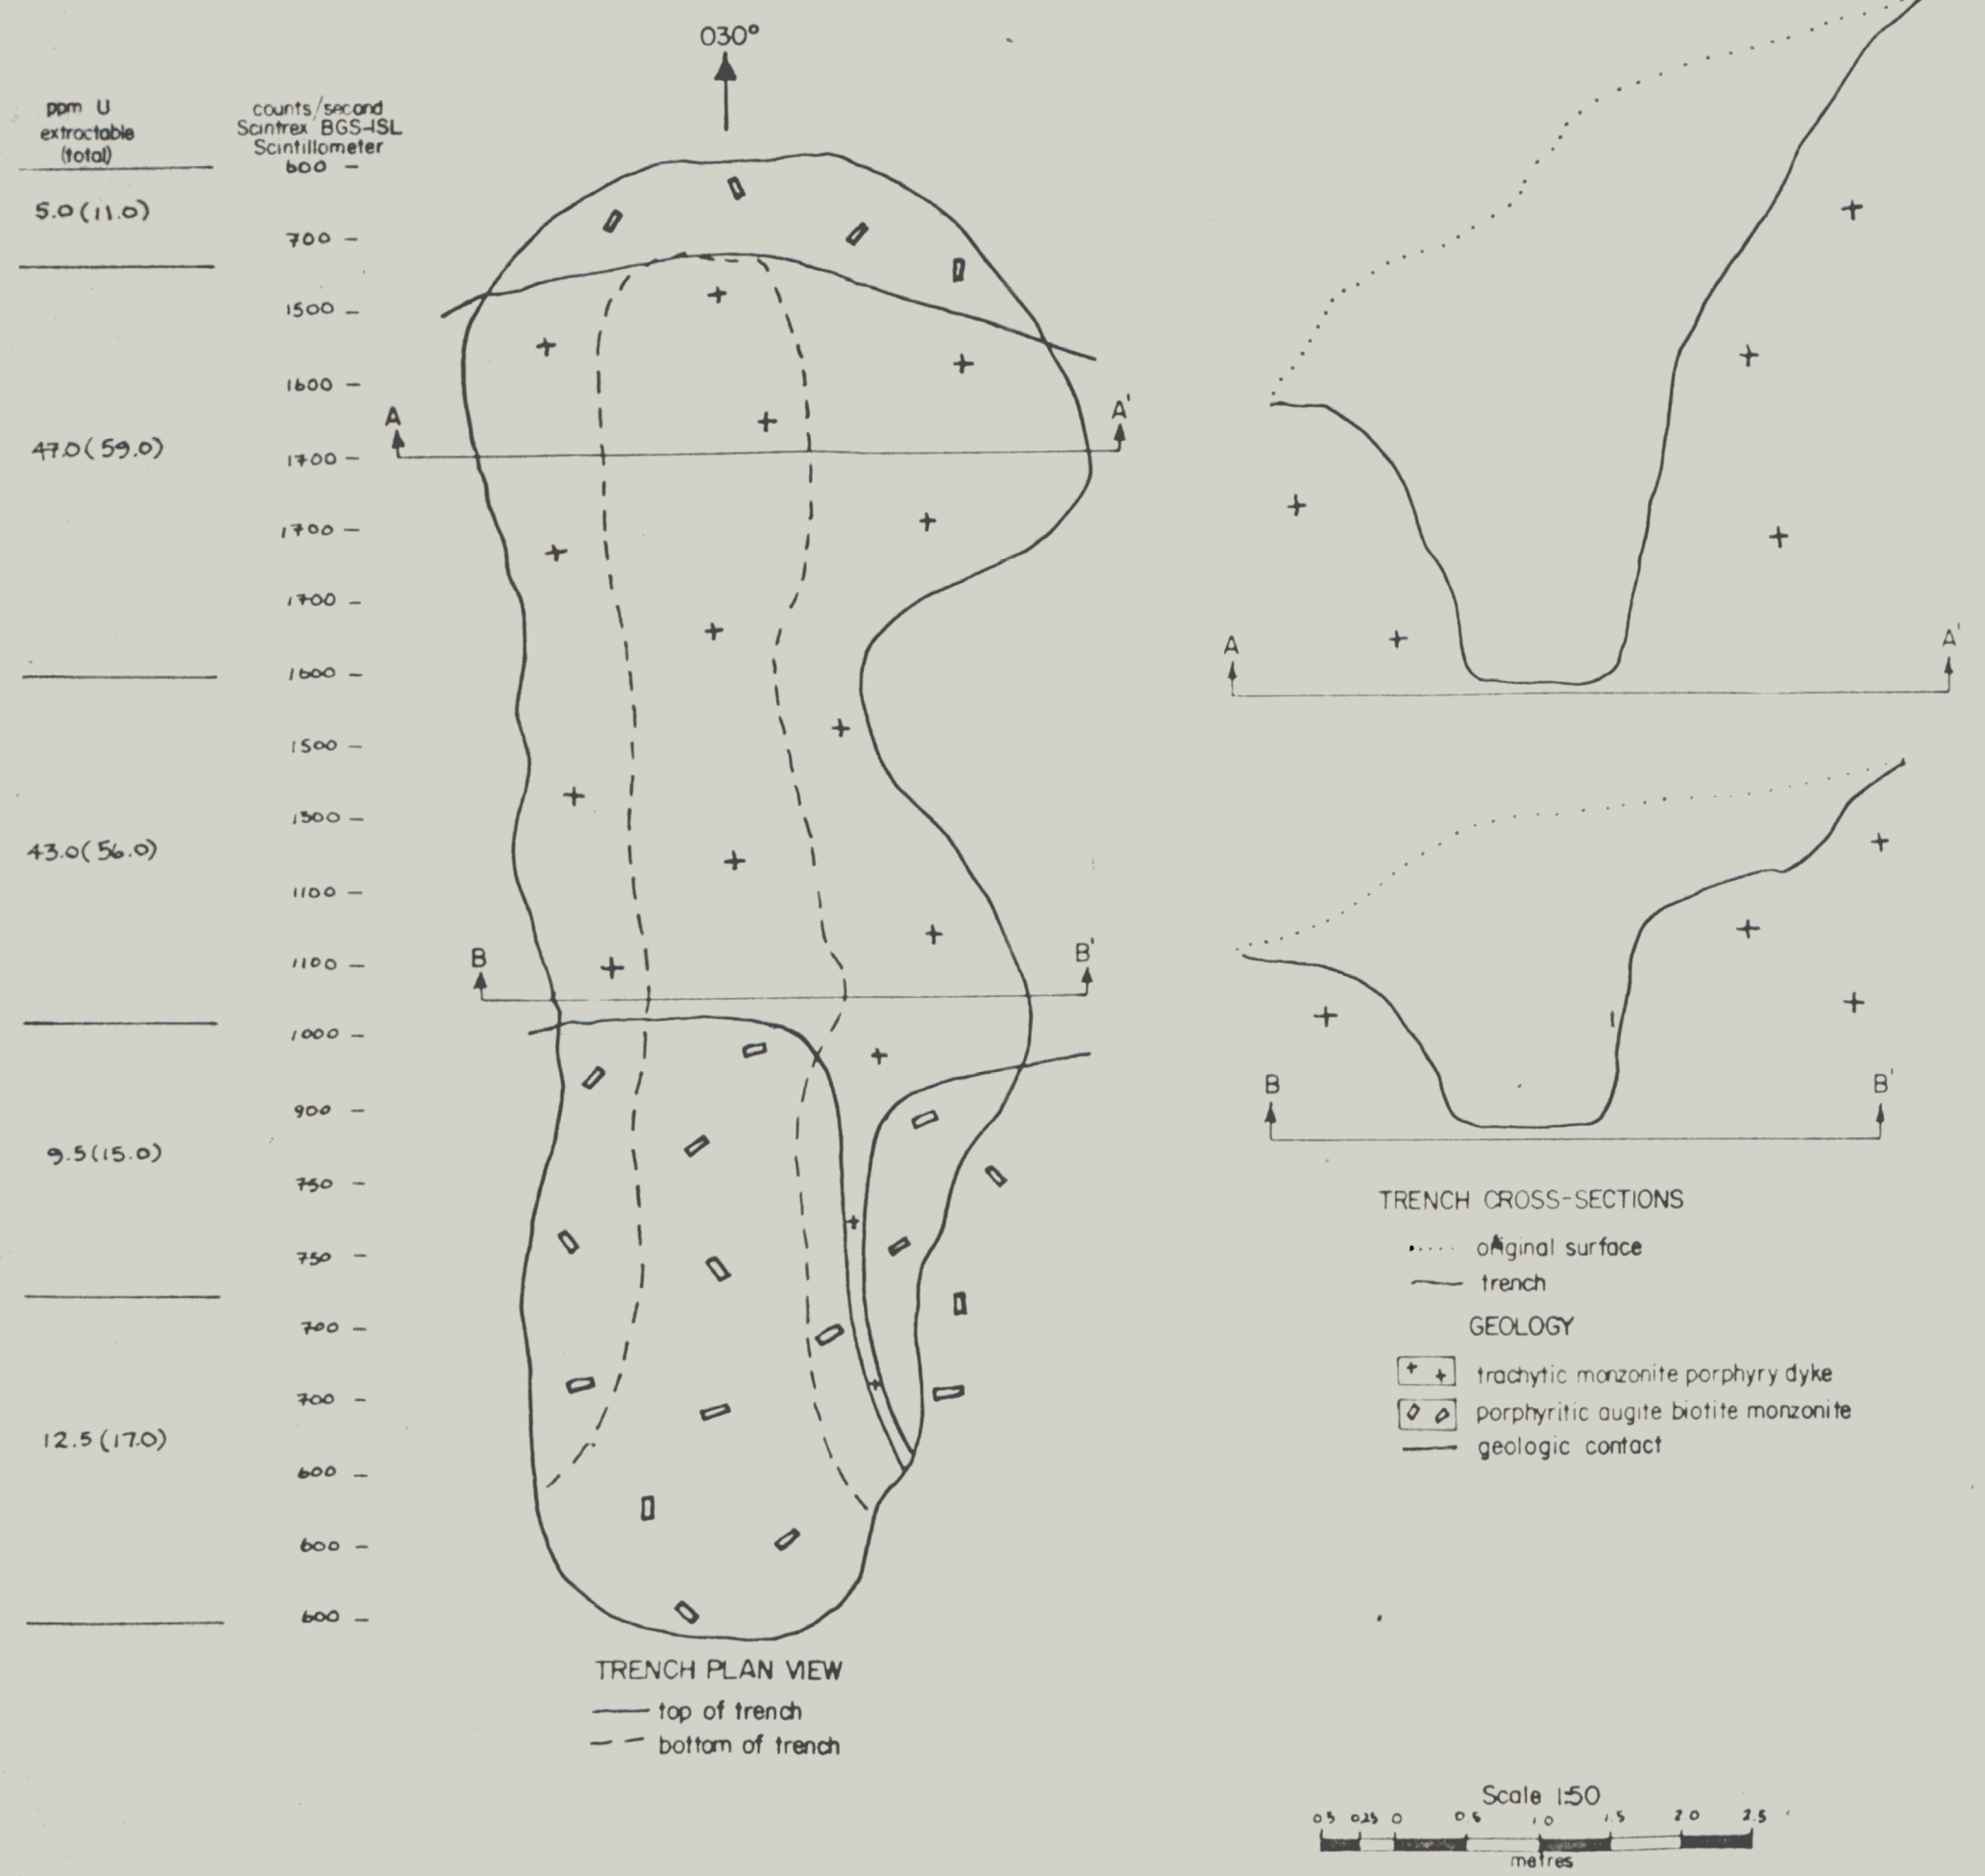 030°
ppm U
extractable
(total)
counts/second
Scintrex BGS-ISL
Scintillometer
600
5.0(11.0)
700
1500
1600
A A'
47.0(59.0)
1700
1700
1700
1600
1500
1300
43.0(56.0)
1100
1100
B B'
1000
900
9.5(15.0)
750
750
700
12.5(17.0)
700
600
600
600
TRENCH PLAN VIEW
top of trench
bottom of trench
A A'
B B'
TRENCH CROSS-SECTIONS
original surface
trench
GEOLOGY
trachytic monzonite porphyry dyke
porphyritic augite biotite monzonite
geologic contact
Scale 1:50
0.5 0.25 0 0.5 1.0 1.5 2.0 2.5
metres